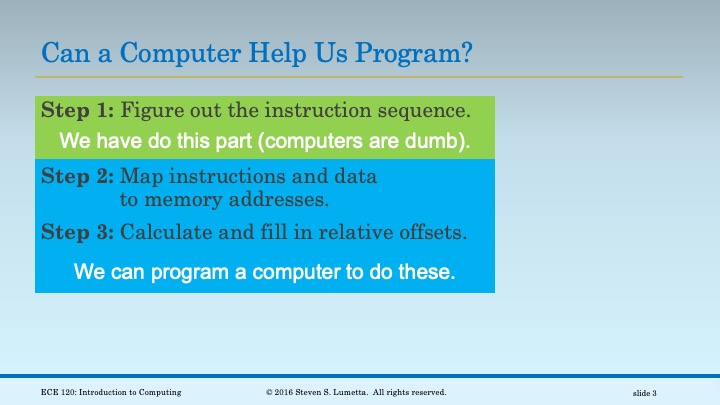 Can a Computer Help Us Program?
Step 1: Figure out the instruction sequence.
We have do this part (computers are dumb).
Step 2: Map instructions and data
to memory addresses.
Step 3: Calculate and fill in relative offsets.
We can program a computer to do these.
ECE 120: Introduction to Computing © 2016 Steven S. Lumetta. All rights reserved. slide 3